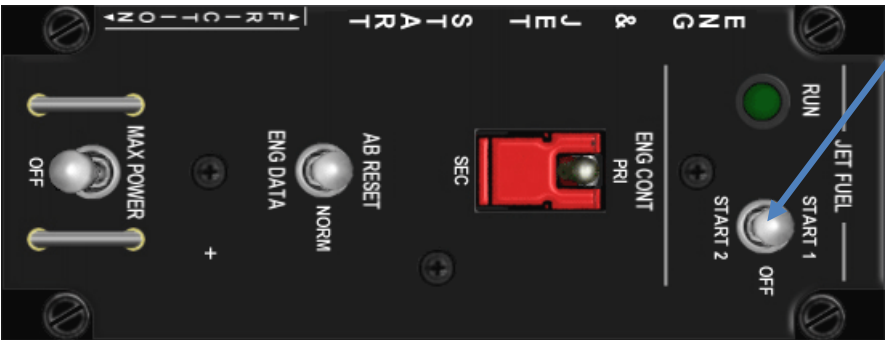 ENG & JET START
FRICTION
JET FUEL
RUN
START 1
OFF
START 2
ENG CONT
PRI
SEC
AB RESET
NORM
ENG DATA
MAX POWER
OFF
+